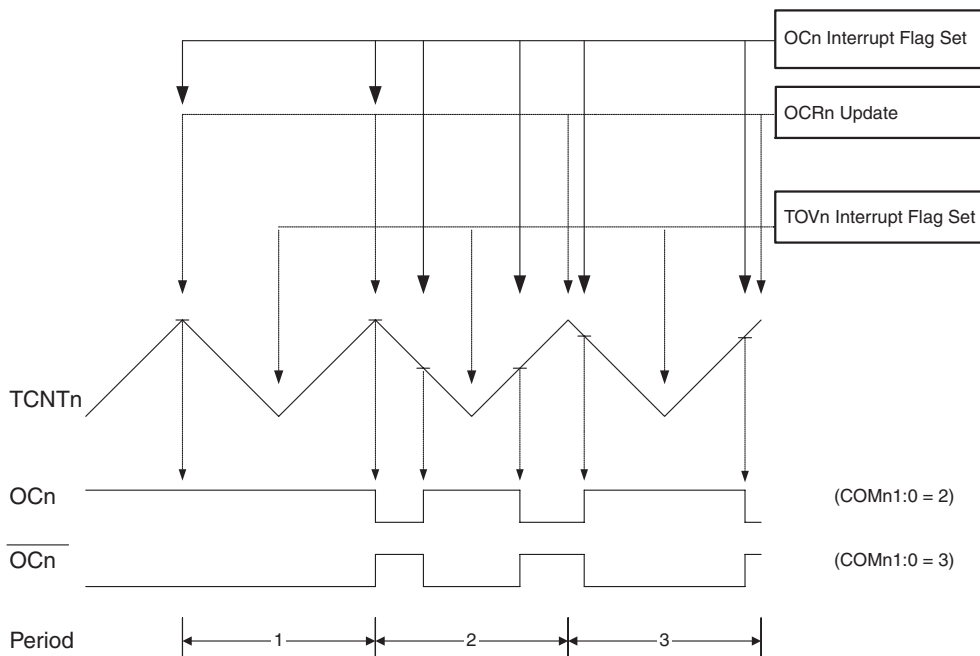 OCn Interrupt Flag Set
OCRn Update
TOVn Interrupt Flag Set
TCNTn
OCn
(COMn1:0 = 2)
OCn
(COMn1:0 = 3)
Period
1
2
3